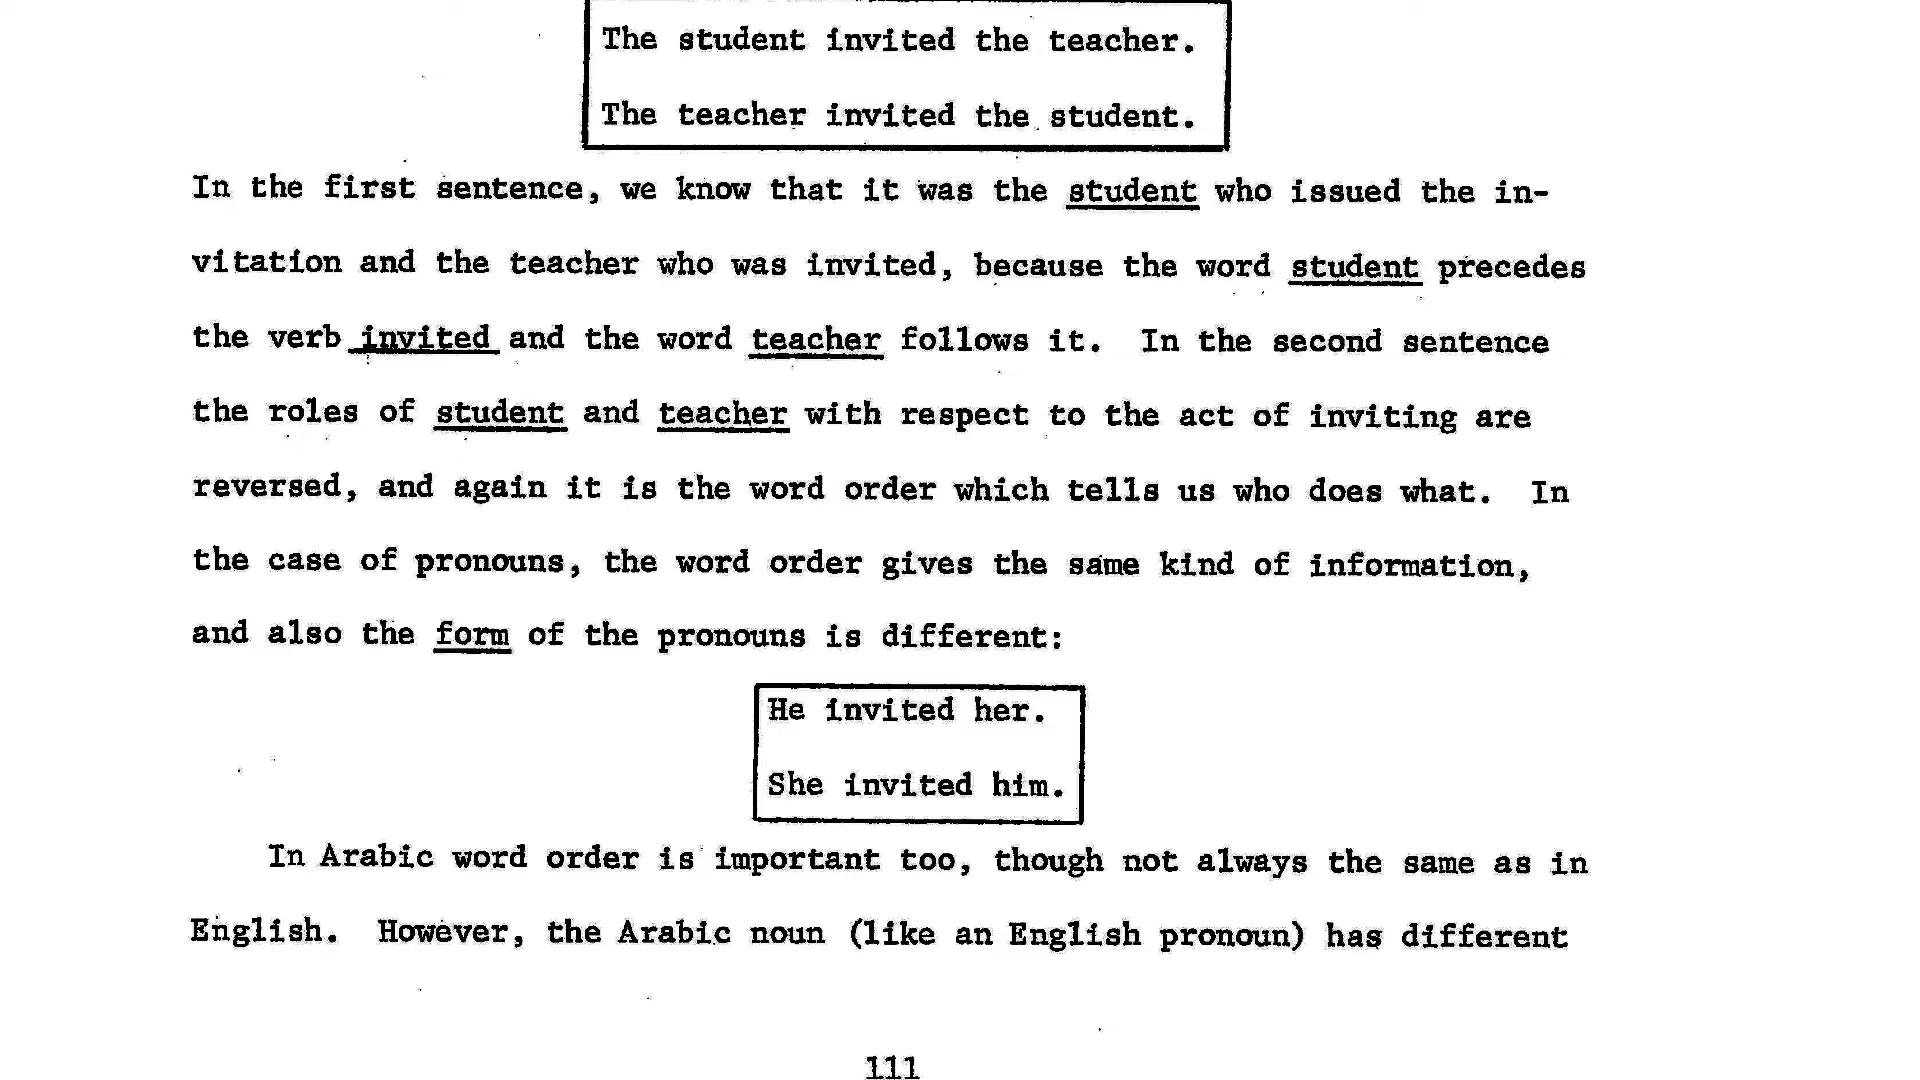 The student invited the teacher.
The teacher invited the student.
In the first sentence, we know that it was the student who issued the in-
vitation and the teacher who was invited, because the word student precedes
the verb invited and the word teacher follows it. In the second sentence
the roles of student and teacher with respect to the act of inviting are
reversed, and again it is the word order which tells us who does what. In
the case of pronouns, the word order gives the same kind of information,
and also the form of the pronouns is different:
He invited her.
She invited him.
In Arabic word order is important too, though not always the same as in
English. However, the Arabic noun (like an English pronoun) has different
111